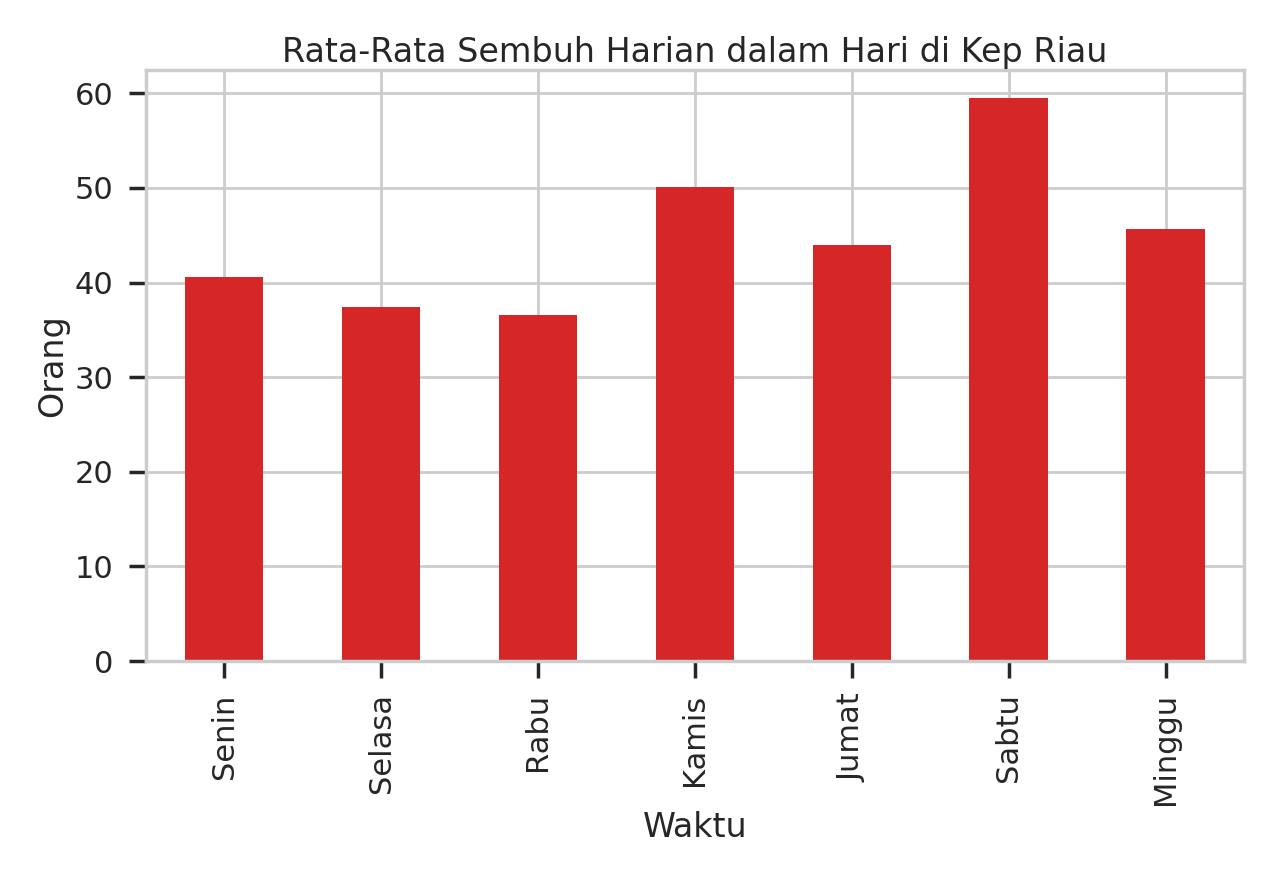 Rata-Rata Sembuh Harian dalam Hari di Kep Riau
60
50
40
30
20
10
0
Orang
Senin
Selasa
Rabu
Kamis
Jumat
Sabtu
Minggu
Waktu